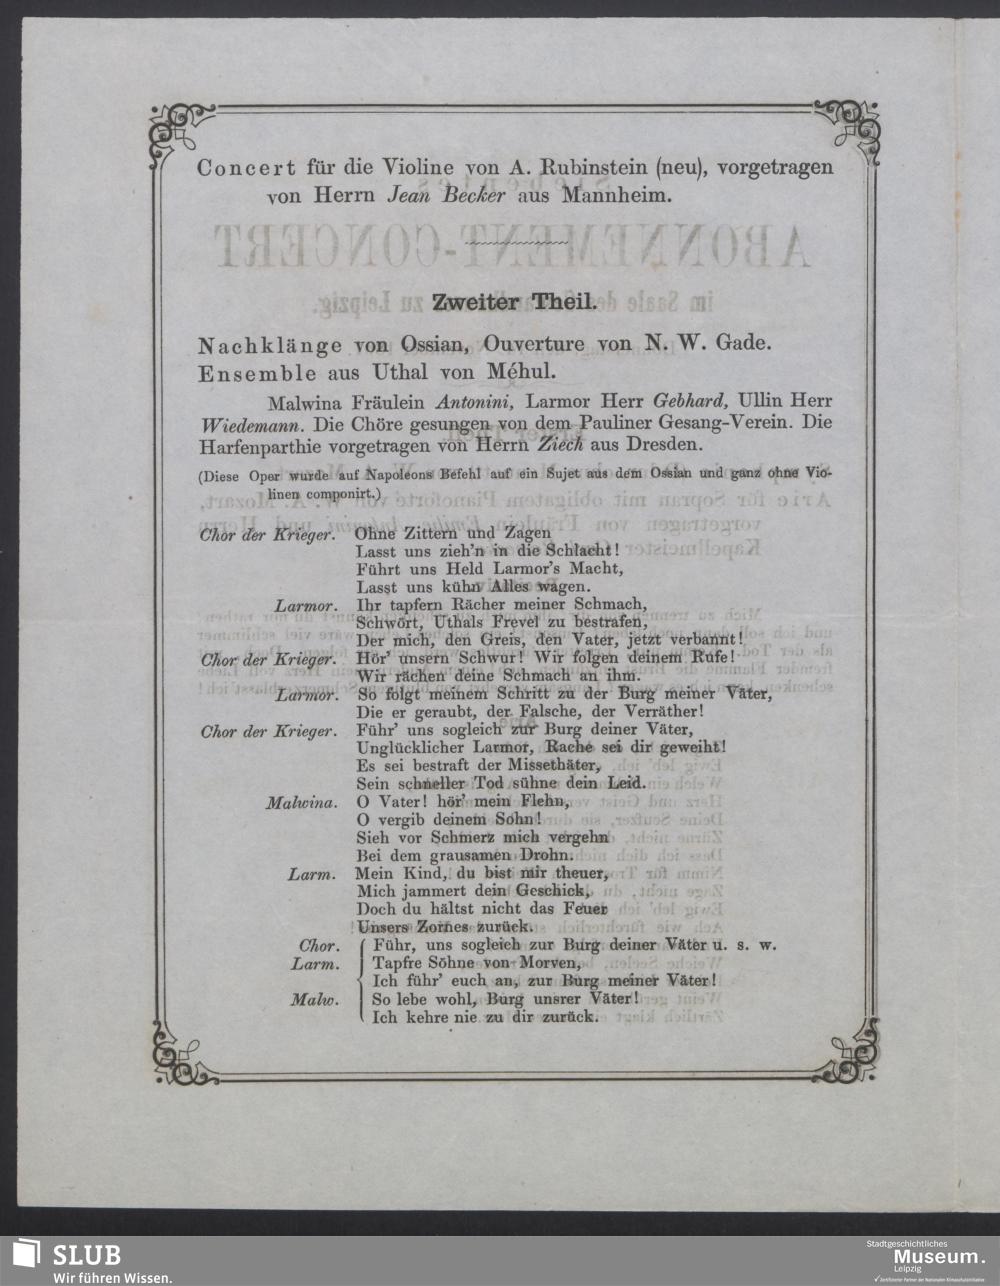 Concert für die Violine von A. Rubinstein (neu), vorgetragen
von Herrn Jean Becker aus Mannheim.
Zweiter Theil.
Nachklänge von Ossian, Ouverture von N. W. Gade.
Ensemble aus Uthal von Méhul.
Malwina Fräulein Antonini, Larmor Herr Gebhard, Ullin Herr
Wiedemann. Die Chöre gesungen von dem Pauliner Gesang-Verein. Die
Harfenparthie vorgetragen von Herrn Ziech aus Dresden.
(Diese Oper wurde auf Napoleons Befehl auf ein Sujet aus dem Ossian und ganz ohne Vio-
linen componirt.)
Chor der Krieger. Ohne Zittern und Zagen
Lasst uns zieh'n in die Schlacht!
Führt uns Held Larmor's Macht,
Lasst uns kühn Alles wagen.
Larmor. Ihr tapfern Rächer meiner Schmach,
Schwört, Uthals Frevel zu bestrafen,
Der mich, den Greis, den Vater, jetzt verbannt!
Chor der Krieger. Hör' unsern Schwur! Wir folgen deinem Rufe!
Wir rächen deine Schmach an ihm.
Larmor. So folgt meinem Schritt zu der Burg meiner Väter,
Die er geraubt, der Falsche, der Verräther!
Chor der Krieger. Führ' uns sogleich zur Burg deiner Väter,
Unglücklicher Larmor, Rache sei dir geweiht!
Es sei bestraft der Missethäter,
Sein schneller Tod sühne dein Leid.
Malwina. O Vater! hör' mein Flehn,
O vergib deinem Sohn!
Sieh vor Schmerz mich vergehn
Bei dem grausamen Drohn.
Larm. Mein Kind, du bist mir theuer,
Mich jammert dein Geschick,
Doch du hältst nicht das Feuer
Unsers Zornes zurück.
Chor. Führ, uns sogleich zur Burg deiner Väter u. s. w.
Larm. Tapfre Söhne von Morven,
Ich führ' euch an, zur Burg meiner Väter!
Malw. So lebe wohl, Burg unsrer Väter!
Ich kehre nie zu dir zurück.
SLUB
Wir führen Wissen.
Stadtgeschichtliches
Museum.
Leipzig